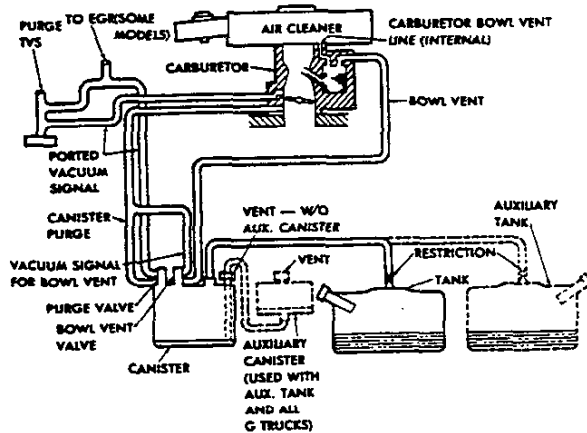 PURGE
TVS
TO EGR(SOME
MODELS)
AIR CLEANER
CARBURETOR BOWL VENT
LINE (INTERNAL)
CARBURETOR
BOWL VENT
PORTED
VACUUM
SIGNAL
CANISTER
PURGE
VENT — W/O
AUX. CANISTER
AUXILIARY
TANK
VACUUM SIGNAL
FOR BOWL VENT
VENT
RESTRICTION
TANK
PURGE VALVE
BOWL VENT
VALVE
CANISTER
AUXILIARY
CANISTER
(USED WITH
AUX. TANK
AND ALL
G TRUCKS)